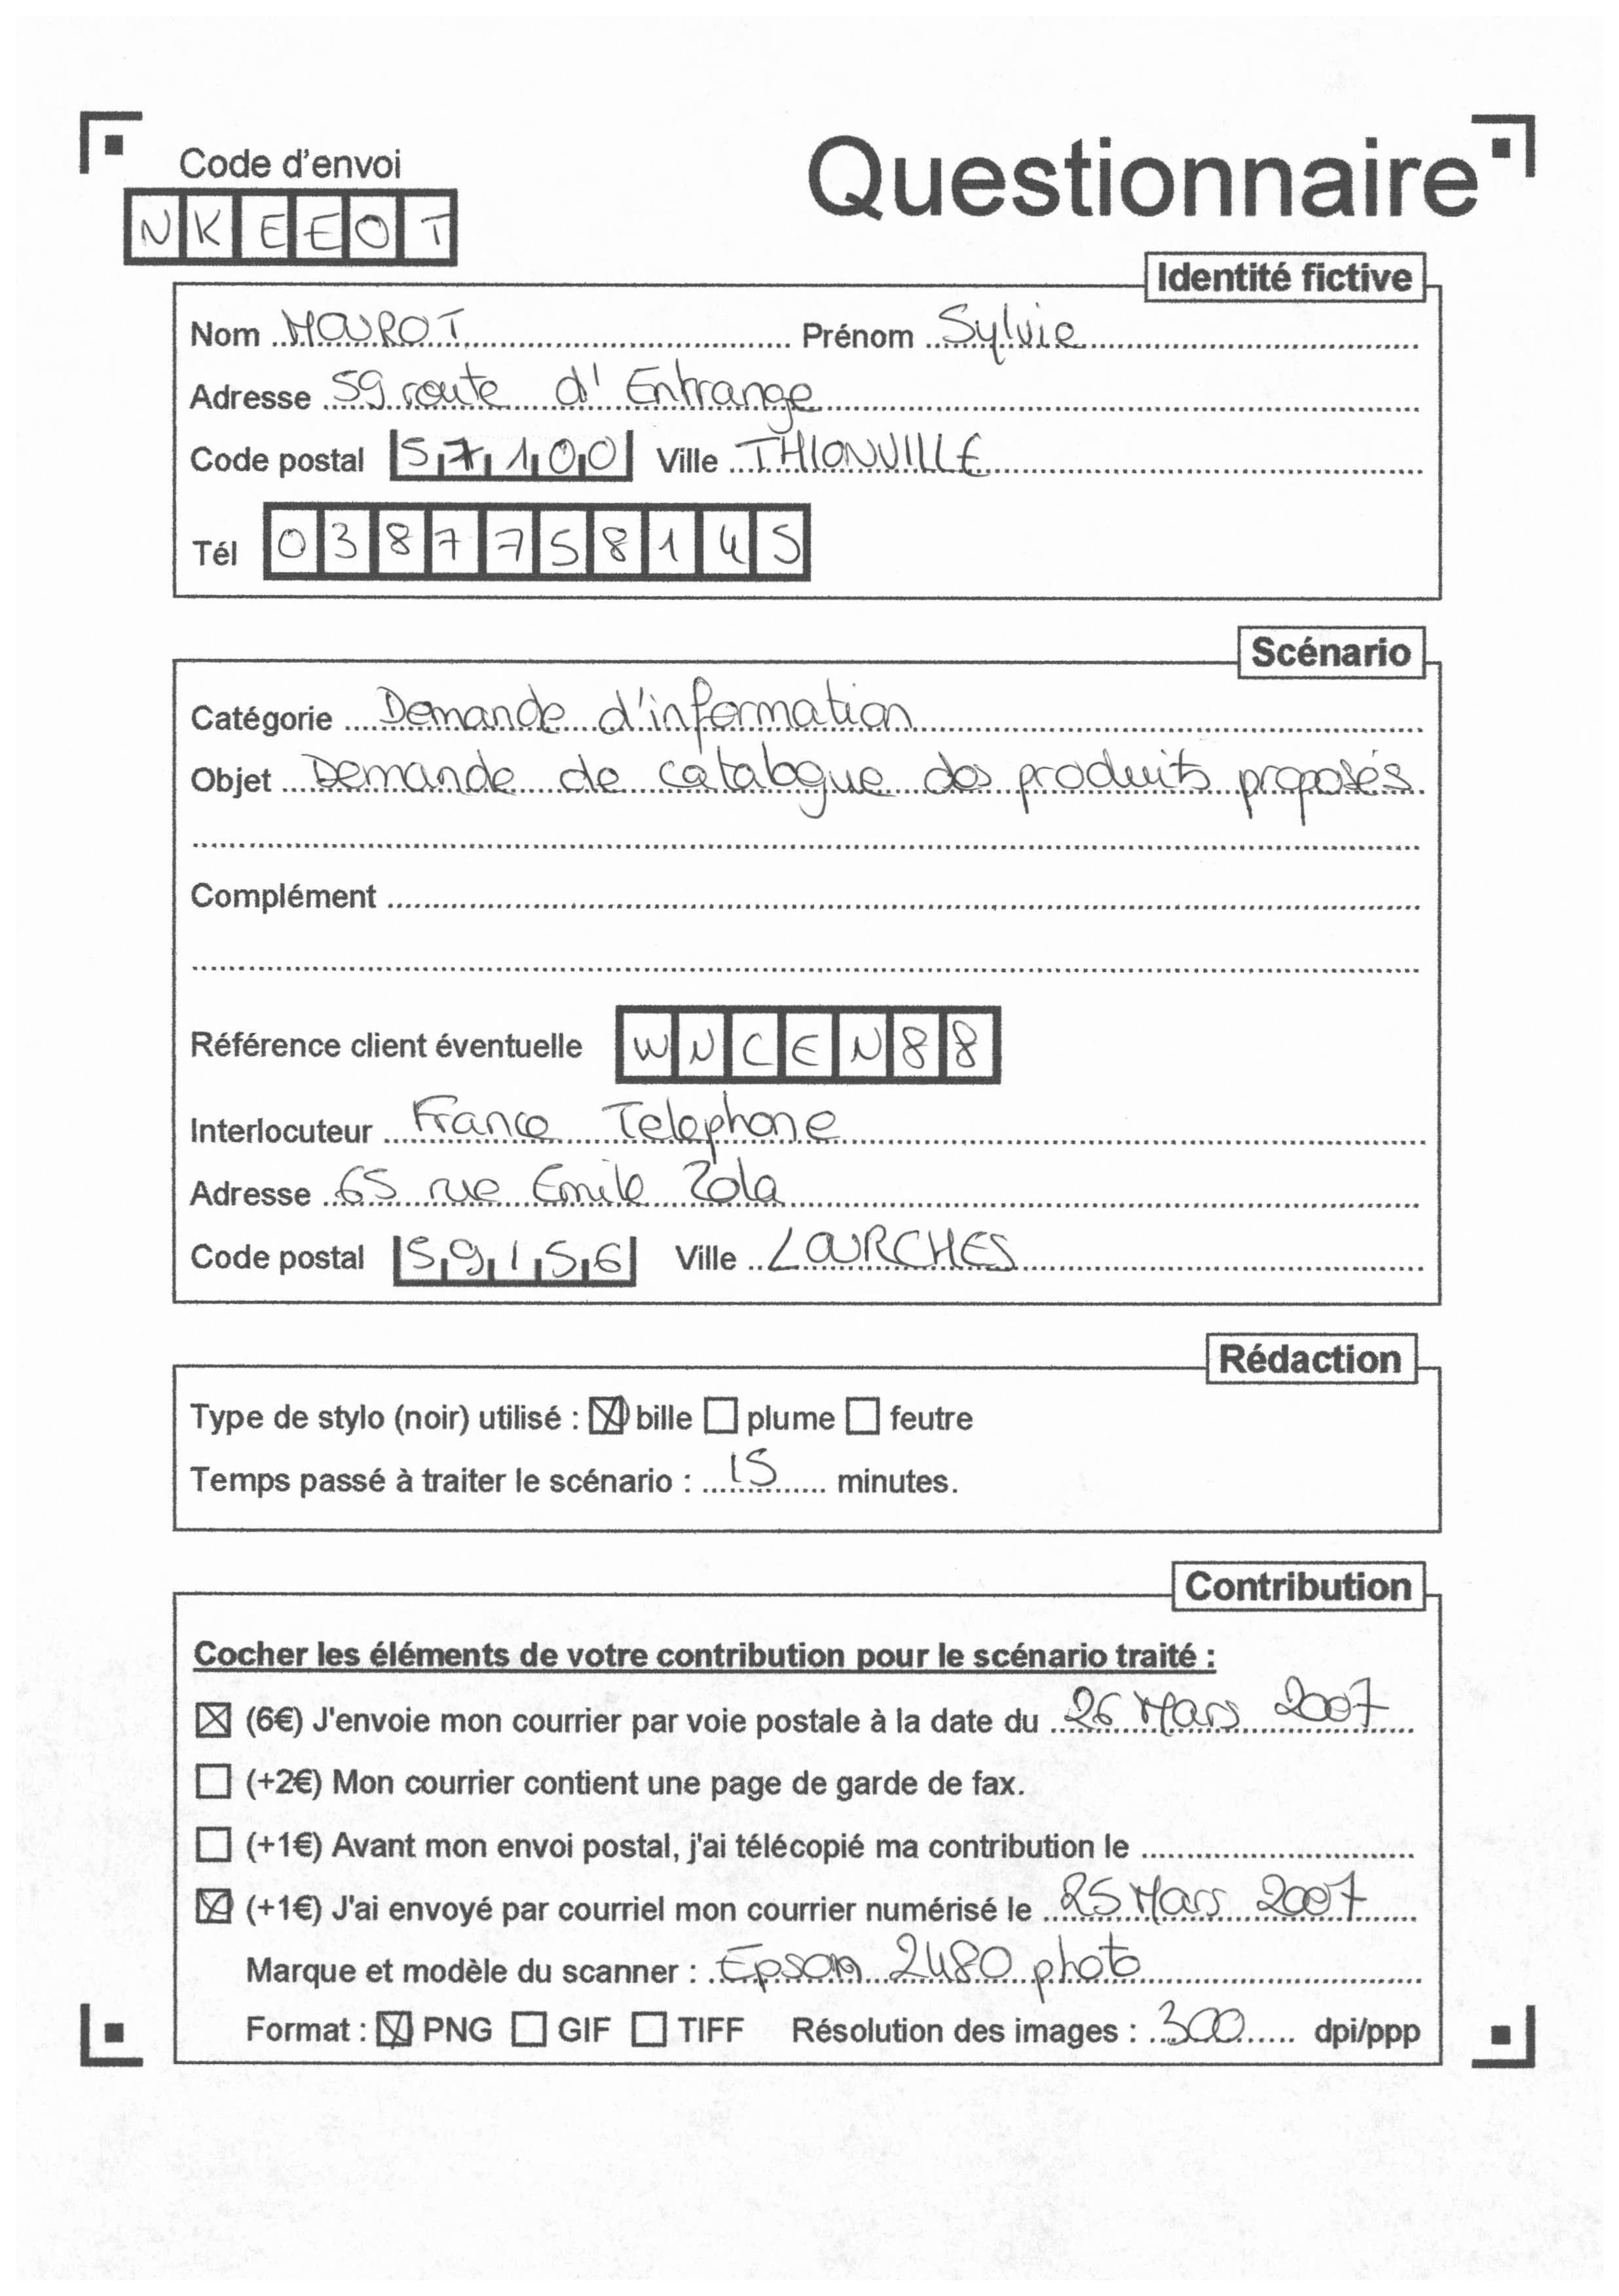 Code d'envoi
Questionnaire
NKEEOT
Identité fictive
Nom MOUROT Prénom Sylvie
Adresse 59 route d'Entrange
Code postal 57100 Ville THIONVILLE
Tél 0387758145
Scénario
Catégorie Demande d'information
Objet Demande de catalogue des produits proposés
Complément
Référence client éventuelle WNCEN88
Interlocuteur France Telephone
Adresse 65 rue Emile Zola
Code postal 59156 Ville LOURCHES
Rédaction
Type de stylo (noir) utilisé : ☒ bille ☐ plume ☐ feutre
Temps passé à traiter le scénario : 15 minutes.
Contribution
Cocher les éléments de votre contribution pour le scénario traité :
☒ (6€) J'envoie mon courrier par voie postale à la date du 26 Mars 2007
☐ (+2€) Mon courrier contient une page de garde de fax.
☐ (+1€) Avant mon envoi postal, j'ai télécopié ma contribution le
☒ (+1€) J'ai envoyé par courriel mon courrier numérisé le 25 Mars 2007
Marque et modèle du scanner : Epson 2480 photo
Format : ☒ PNG ☐ GIF ☐ TIFF Résolution des images : 300 dpi/ppp